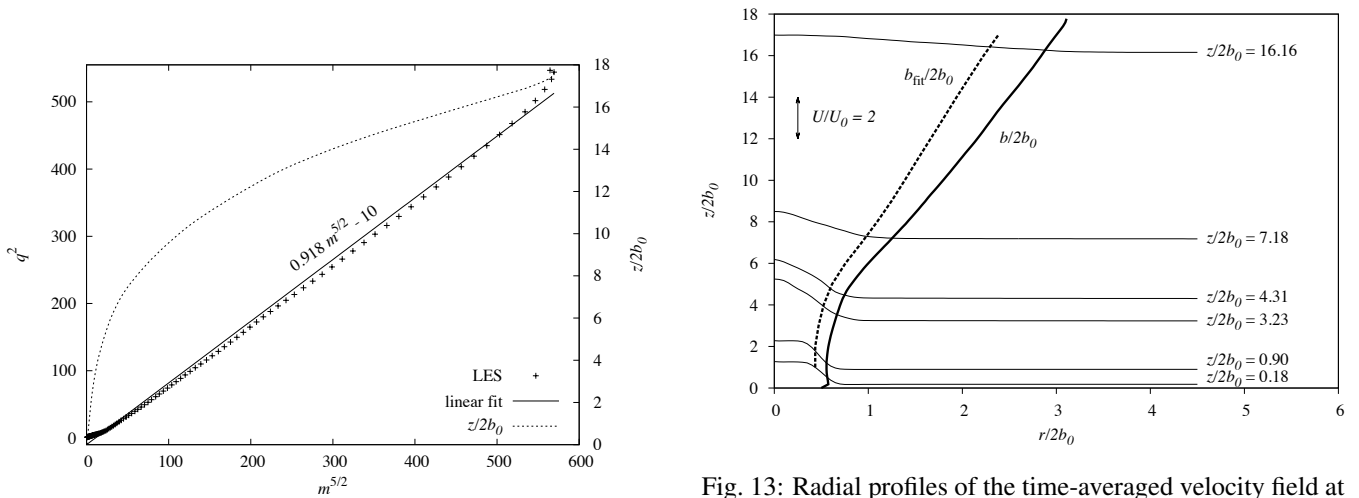 500
400
300
200
100
0
q²
0 100 200 300 400 500 600
m^{5/2}
18
16
14
12
10
8
6
4
2
0
z/2b₀
0.918 m^{5/2} - 10
LES
linear fit
z/2b₀
18
16
14
12
10
8
6
4
2
0
z/2b₀
0 1 2 3 4 5 6
r/2b₀
b_{fit}/2b₀
b/2b₀
U/U₀ = 2
z/2b₀ = 16.16
z/2b₀ = 7.18
z/2b₀ = 4.31
z/2b₀ = 3.23
z/2b₀ = 0.90
z/2b₀ = 0.18
Fig. 13: Radial profiles of the time-averaged velocity field at